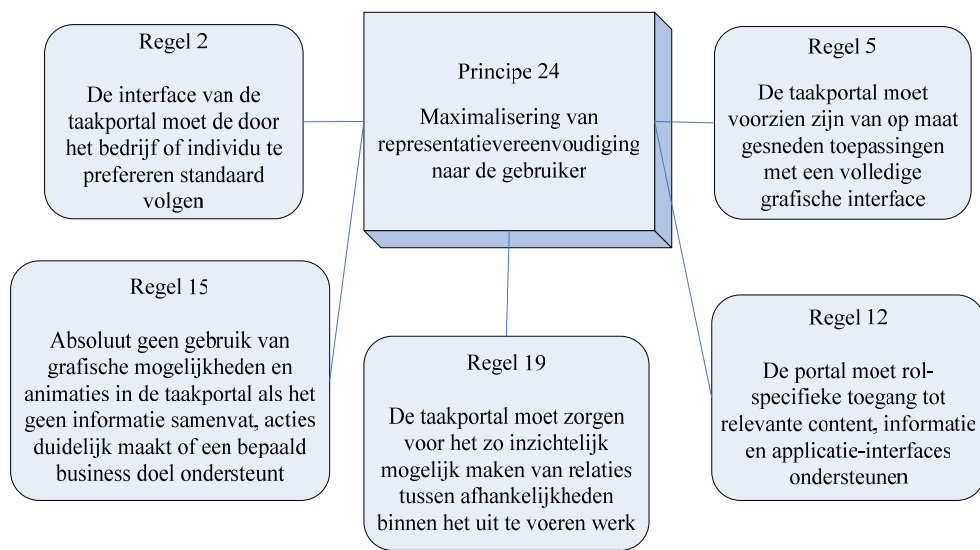 Regel 2
De interface van de
taakportal moet de door
het bedrijf of individu te
prefereren standaard
volgen
Principe 24
Maximalisering van
representatievereenvoudiging
naar de gebruiker
Regel 5
De taakportal moet
voorzien zijn van op maat
gesneden toepassingen
met een volledige
grafische interface
Regel 15
Absoluut geen gebruik van
grafische mogelijkheden en
animaties in de taakportal als het
geen informatie samenvat, acties
duidelijk maakt of een bepaald
business doel ondersteunt
Regel 19
De taakportal moet zorgen
voor het zo inzichtelijk
mogelijk maken van relaties
tussen afhankelijkheden
binnen het uit te voeren werk
Regel 12
De portal moet rol-
specifieke toegang tot
relevante content, informatie
en applicatie-interfaces
ondersteunen